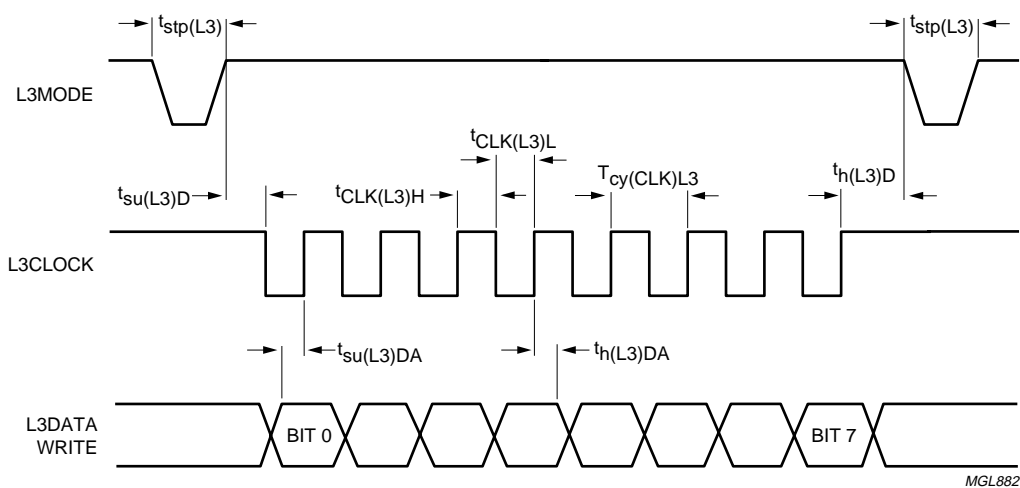 tstp(L3)
tstp(L3)
L3MODE
tCLK(L3)L
tsu(L3)D
tCLK(L3)H
Tcy(CLK)L3
th(L3)D
L3CLOCK
tsu(L3)DA
th(L3)DA
L3DATA
WRITE
BIT 0
BIT 7
MGL882